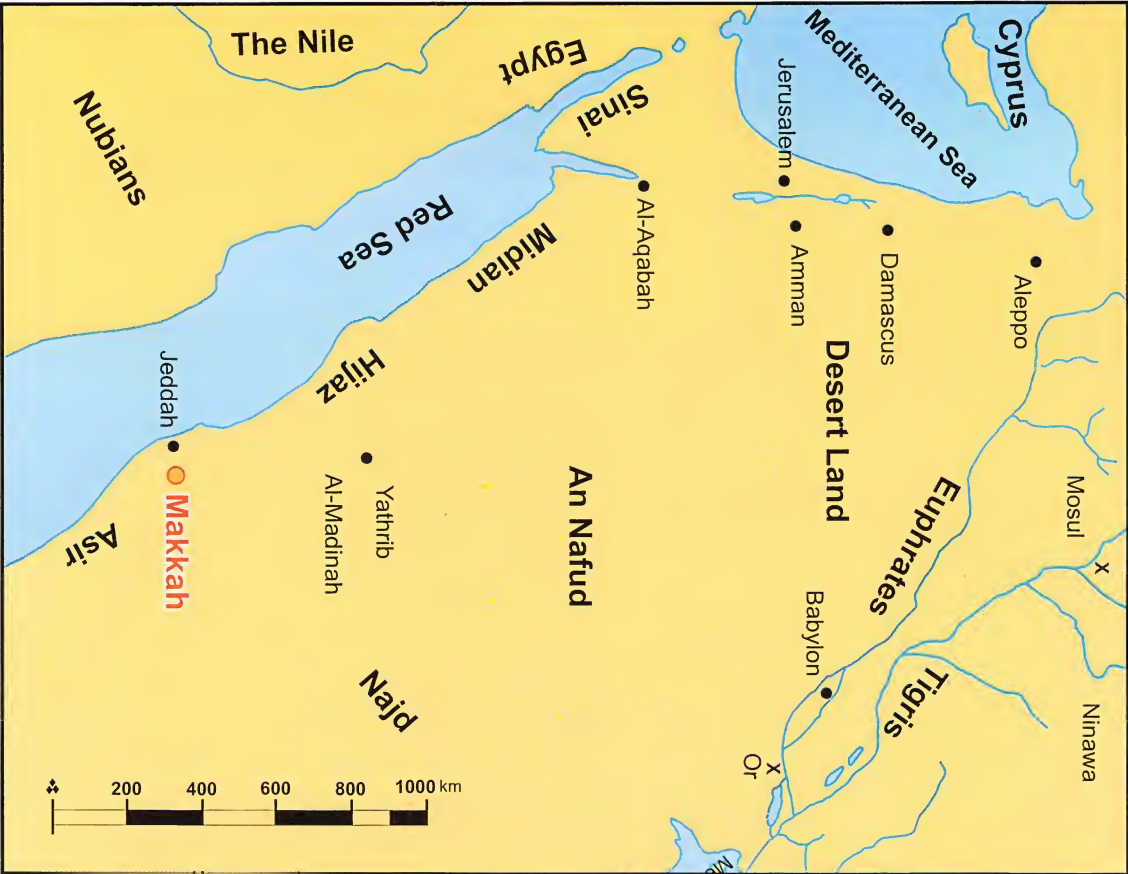 The Nile
Nubians
Egypt
Sinai
Red Sea
Midian
Hijaz
Asir
Cyprus
Mediterranean Sea
Jerusalem
Al-Aqabah
Amman
Damascus
Aleppo
Desert Land
Jeddah
Makkah
Yathrib
Al-Madinah
An Nafud
Najd
Euphrates
Tigris
Mosul
x
Ninawa
Babylon
x
Or
200 400 600 800 1000 km